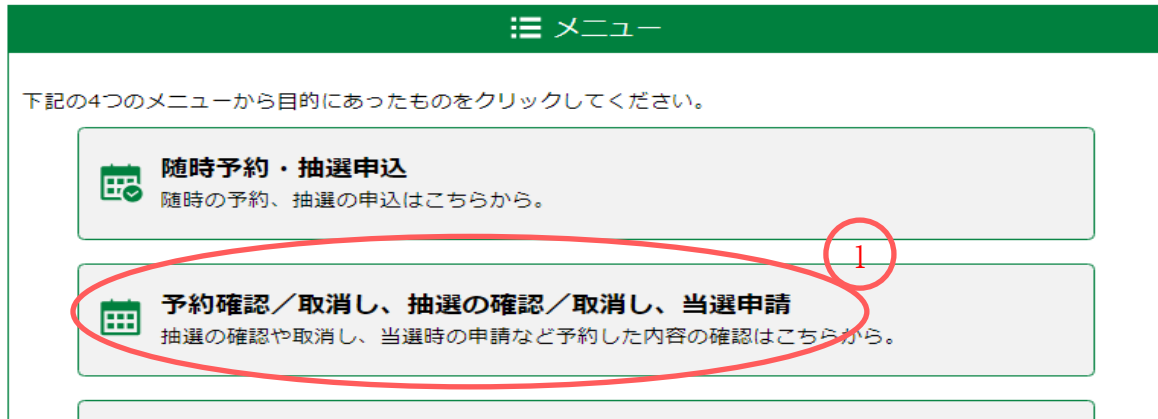 メニュー
下記の4つのメニューから目的にあったものをクリックしてください。
随時予約・抽選申込
随時の予約、抽選の申込はこちらから。
1
予約確認／取消し、抽選の確認／取消し、当選申請
抽選の確認や取消し、当選時の申請など予約した内容の確認はこちらから。